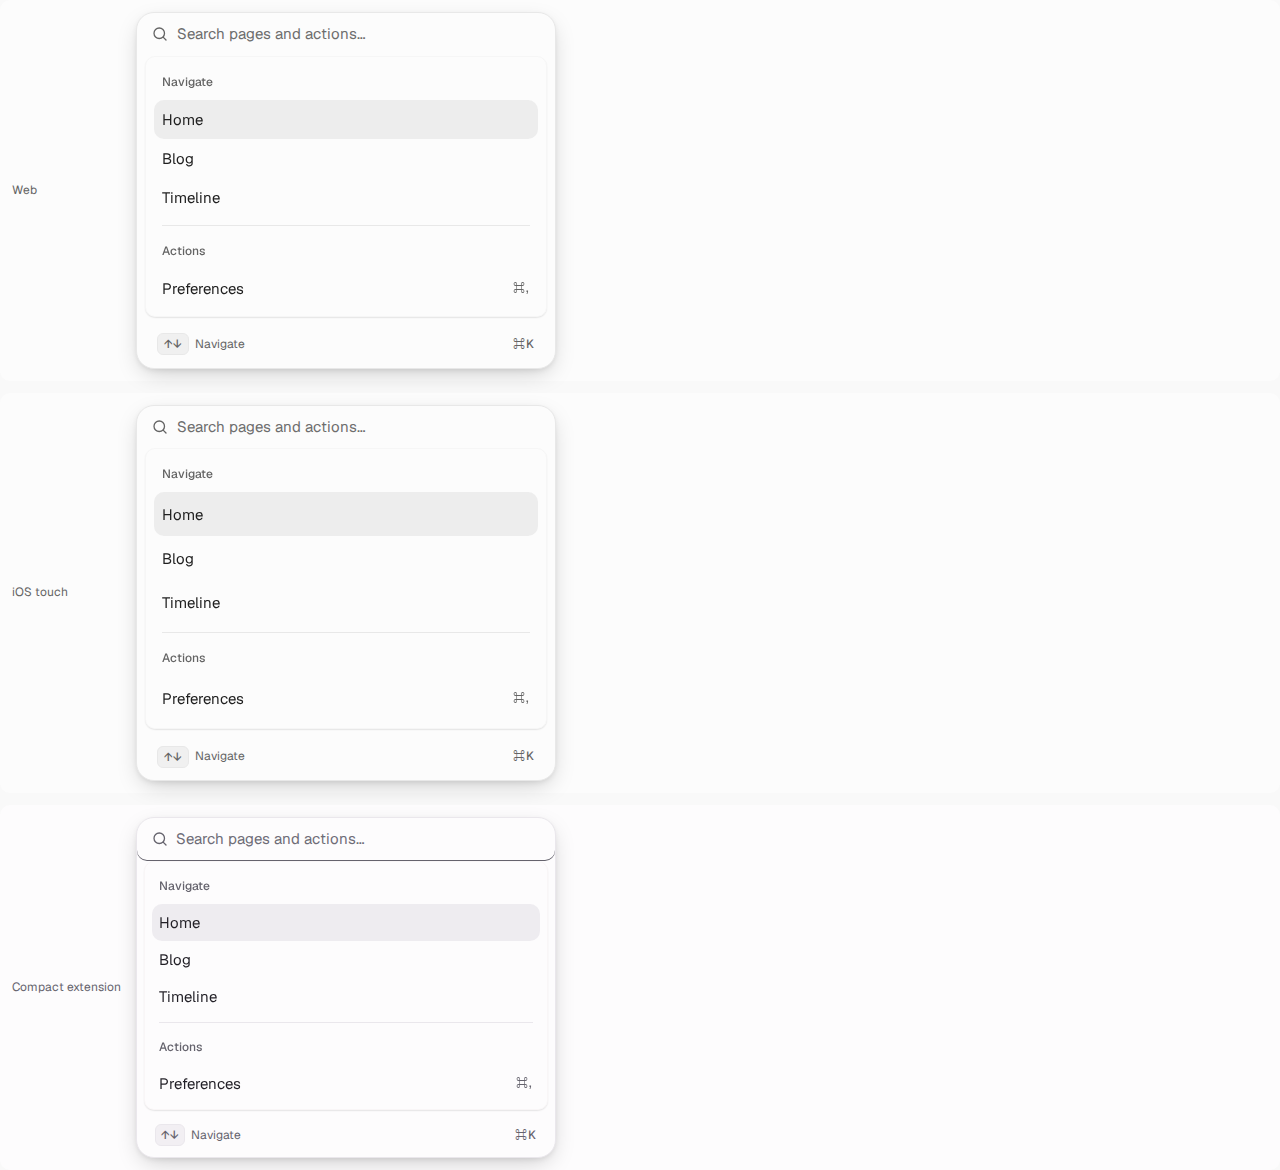 Search pages and actions…
Navigate
Home
Blog
Web
Timeline
Actions
Preferences ⌘,
↑↓ Navigate ⌘K
Search pages and actions…
Navigate
Home
Blog
iOS touch
Timeline
Actions
Preferences ⌘,
↑↓ Navigate ⌘K
Search pages and actions…
Navigate
Home
Blog
Compact extension
Timeline
Actions
Preferences ⌘,
↑↓ Navigate ⌘K